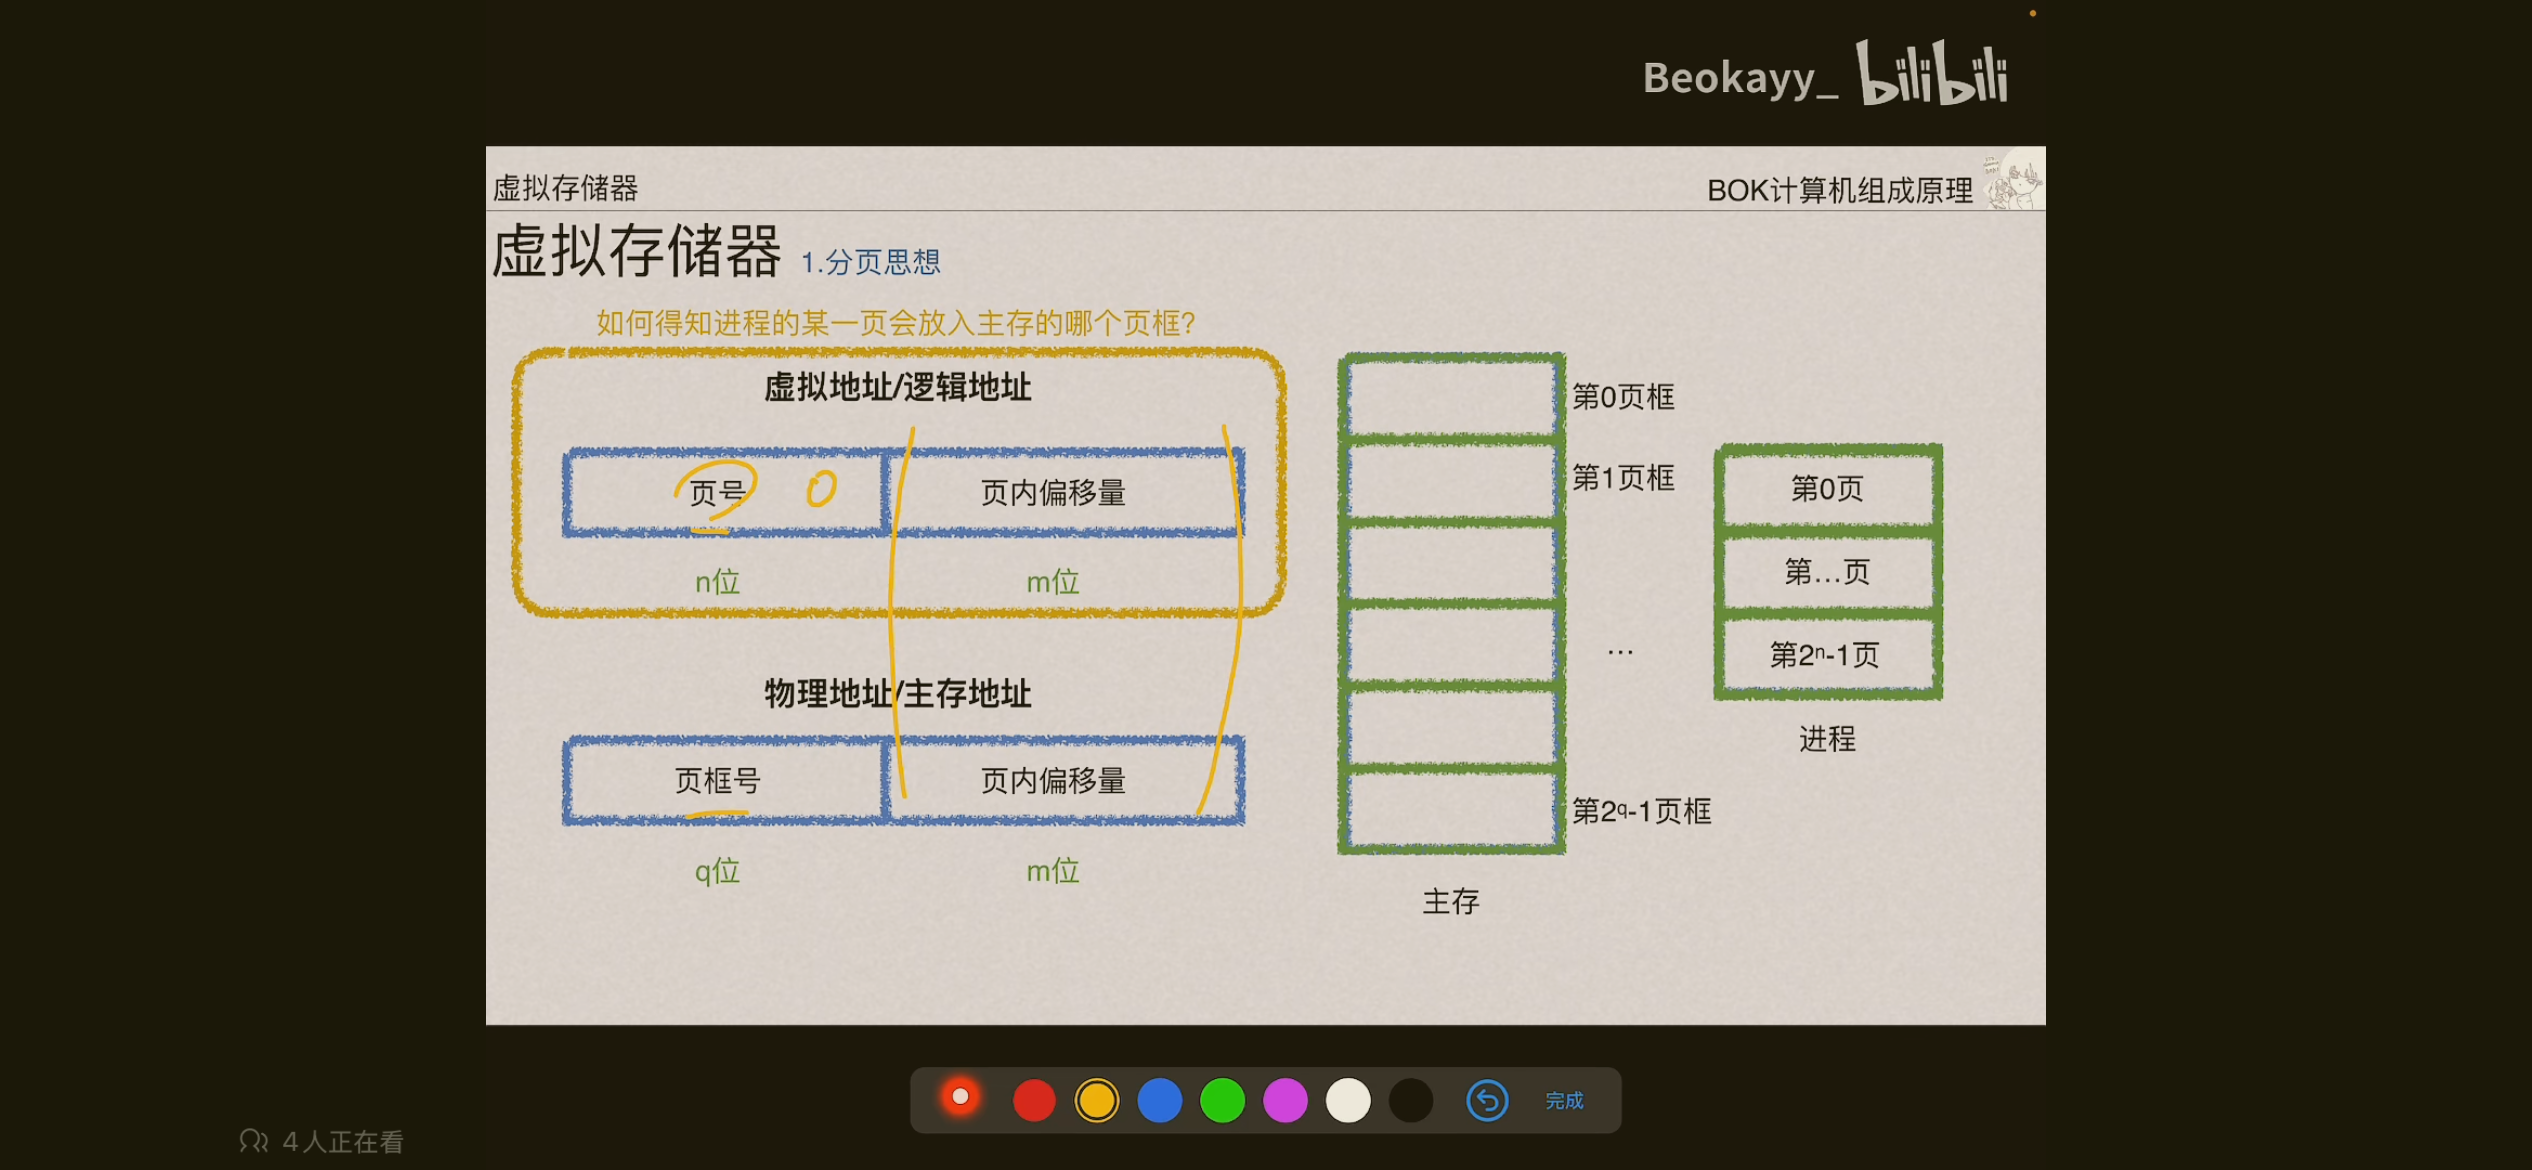 Beokayy_ bilibili
虚拟存储器
BOK计算机组成原理
虚拟存储器 1.分页思想
如何得知进程的某一页会放入主存的哪个页框?
虚拟地址/逻辑地址
页号 0 页内偏移量
n位 m位
物理地址/主存地址
页框号 页内偏移量
q位 m位
第0页框
第1页框
…
第2ᑫ-1页框
主存
第0页
第…页
第2ⁿ-1页
进程
完成
4人正在看